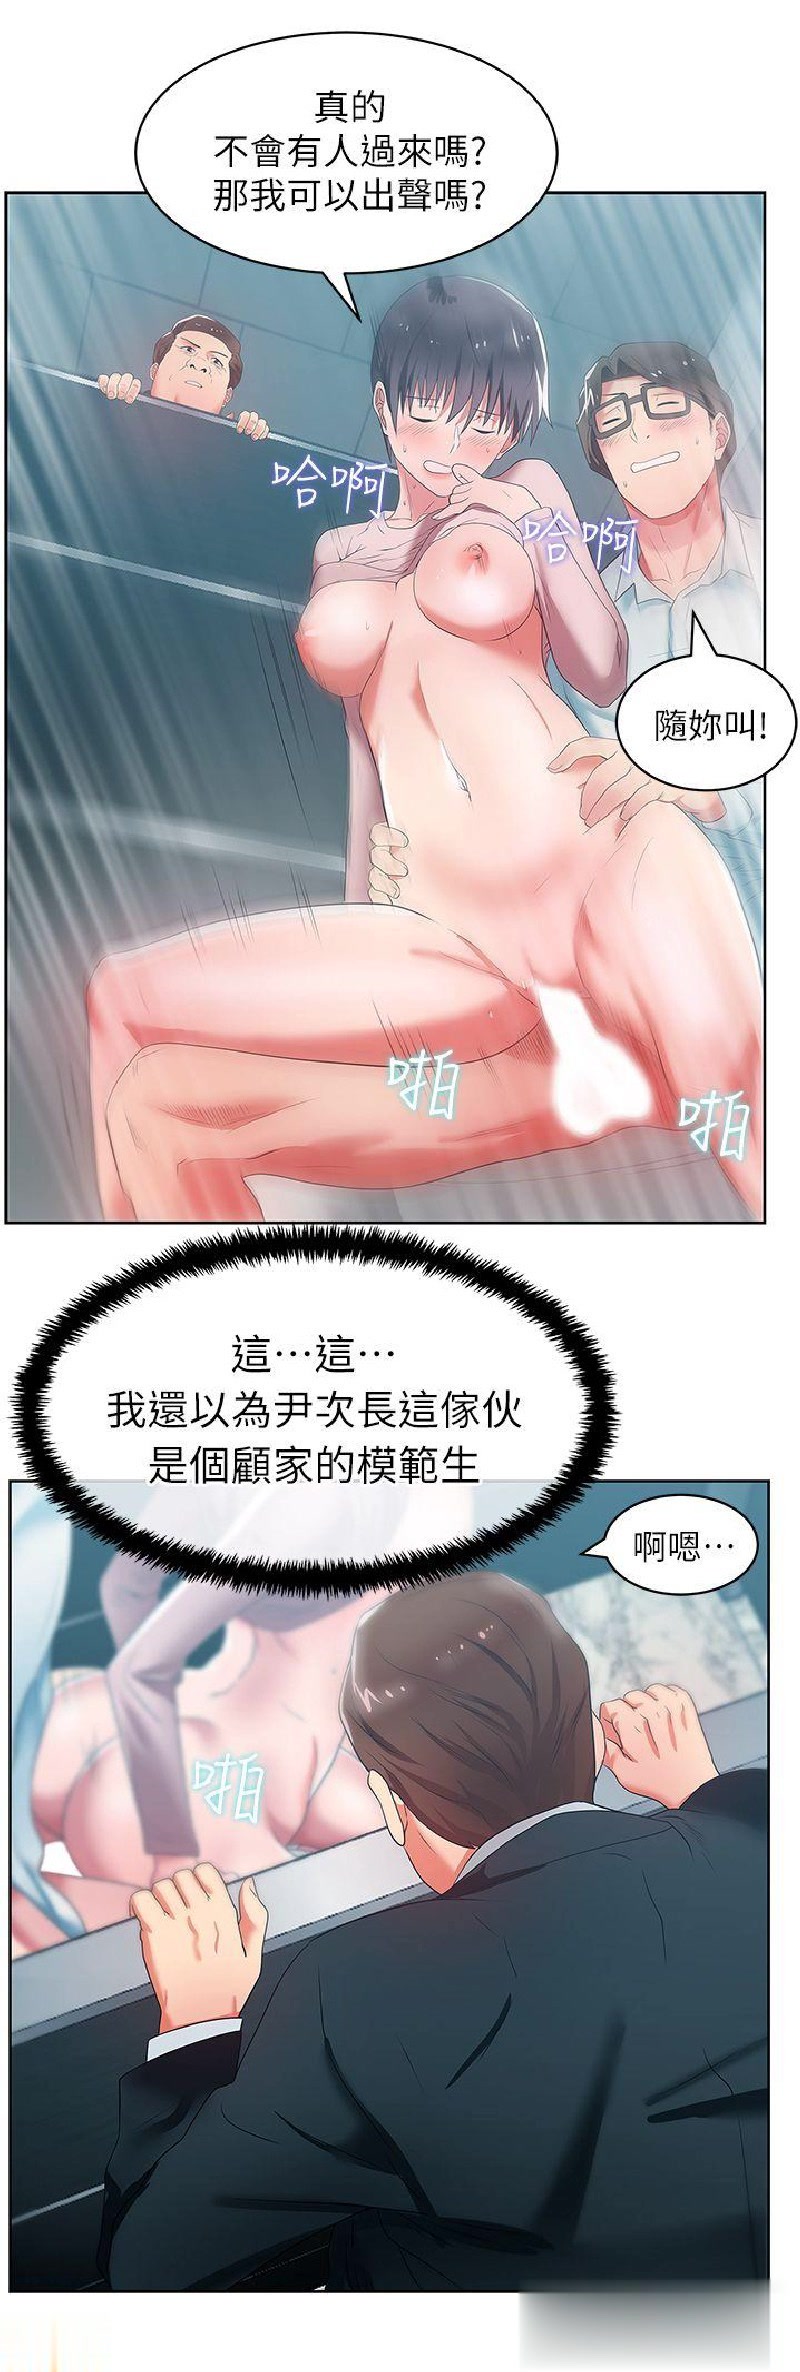 真的
不會有人過來嗎?
那我可以出聲嗎?
哈啊
哈啊
隨妳叫!
啪
啪
這…這…
我還以為尹次長這傢伙
是個顧家的模範生
啊嗯…
啪